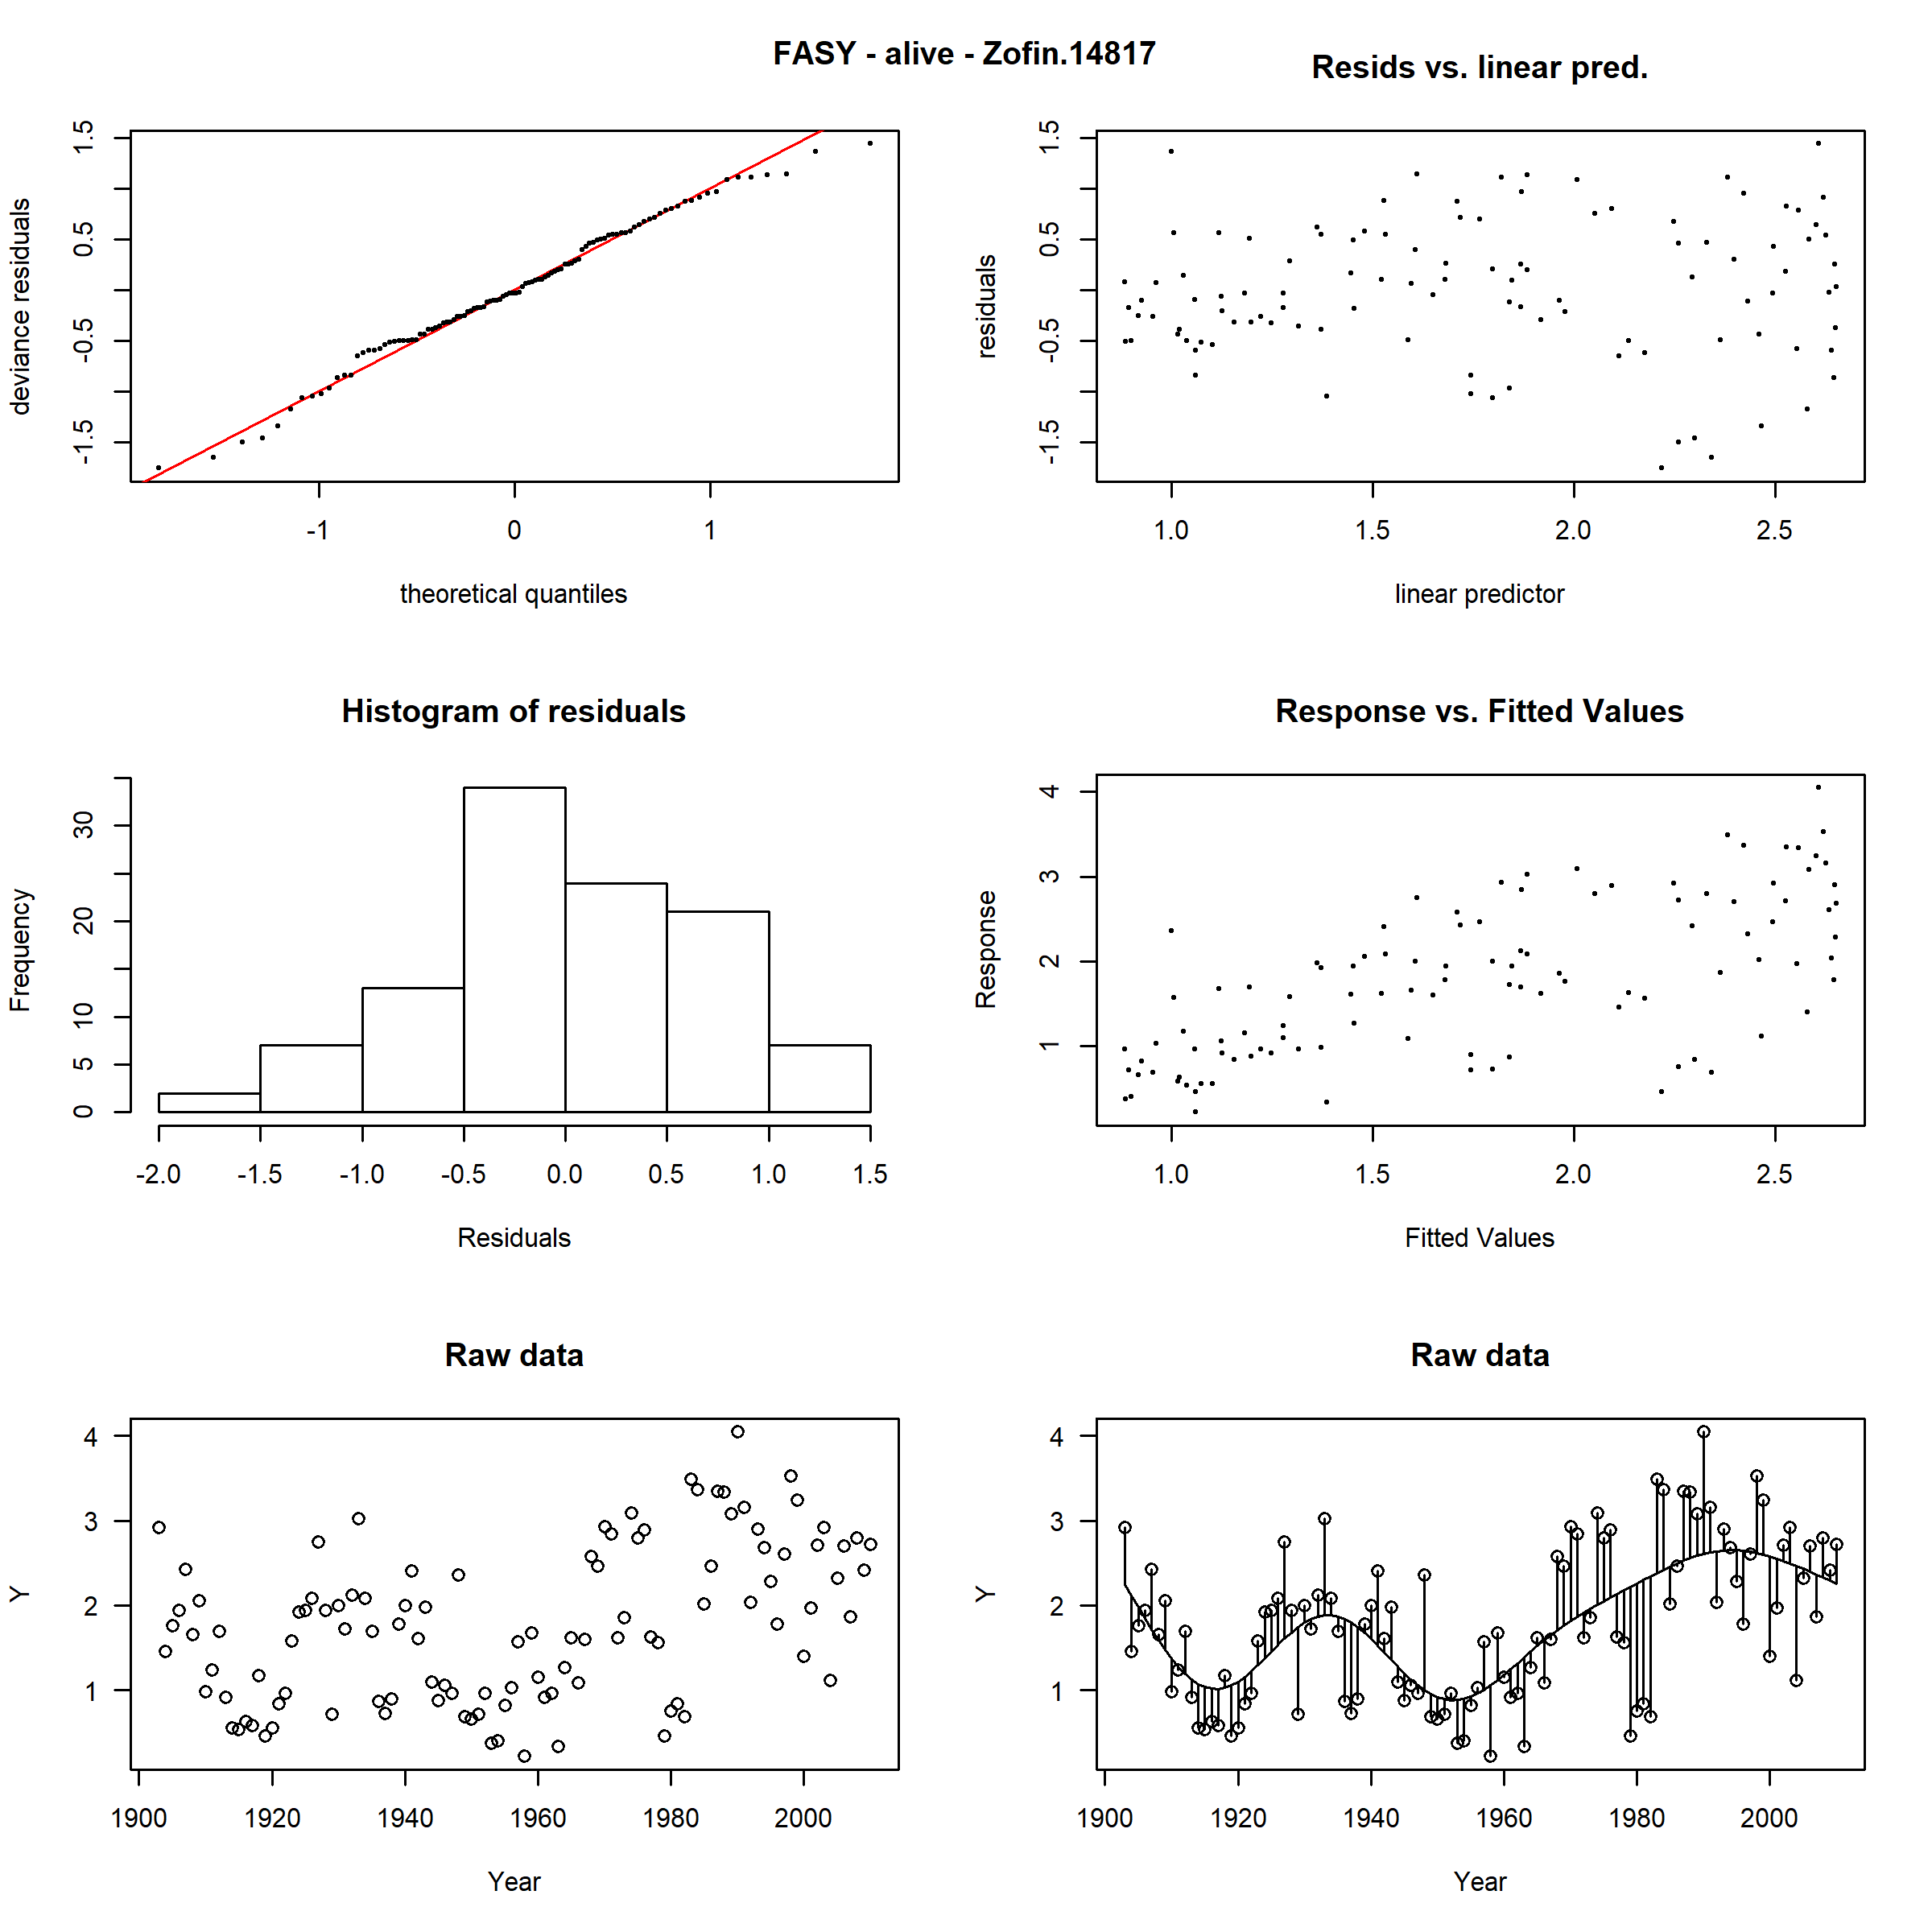 FASY - alive - Zofin.14817
Resids vs. linear pred.
deviance residuals
-1.5 -0.5 0.5 1.5
-1 0 1
theoretical quantiles
residuals
-1.5 -0.5 0.5 1.5
1.0 1.5 2.0 2.5
linear predictor
Histogram of residuals
Frequency
0 5 10 20 30
-2.0 -1.5 -1.0 -0.5 0.0 0.5 1.0 1.5
Residuals
Response vs. Fitted Values
Response
1 2 3 4
1.0 1.5 2.0 2.5
Fitted Values
Raw data
Y
1 2 3 4
1900 1920 1940 1960 1980 2000
Year
Raw data
Y
1 2 3 4
1900 1920 1940 1960 1980 2000
Year